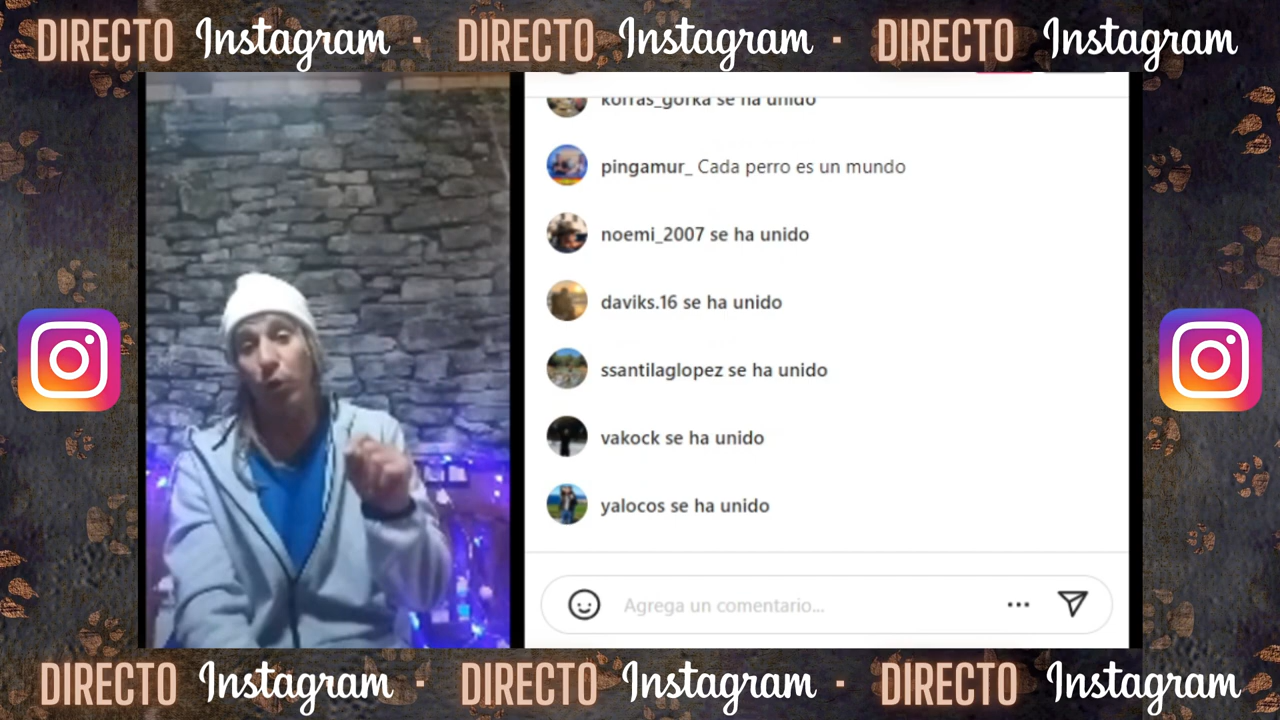 DIRECTO Instagram · DIRECTO Instagram · DIRECTO Instagram
korras_gorka se ha unido
pingamur_ Cada perro es un mundo
noemi_2007 se ha unido
daviks.16 se ha unido
ssantilaglopez se ha unido
vakock se ha unido
yalocos se ha unido
Agrega un comentario...
DIRECTO Instagram · DIRECTO Instagram · DIRECTO Instagram